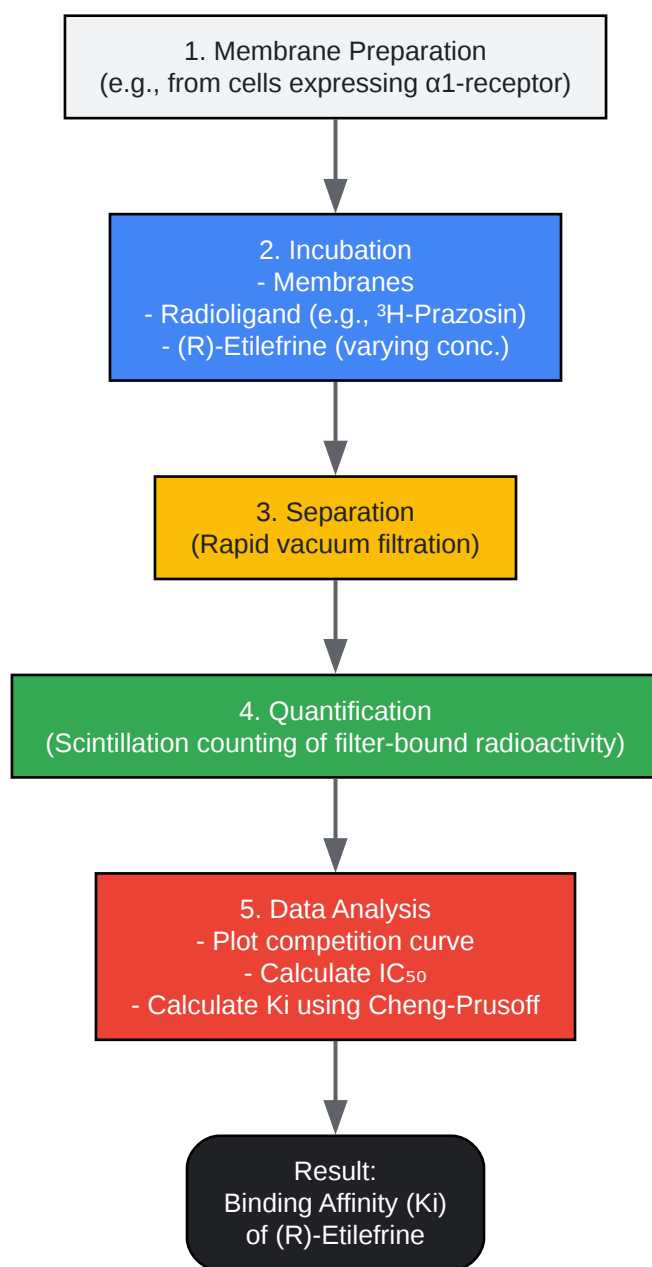 1. Membrane Preparation
(e.g., from cells expressing α1-receptor)
2. Incubation
- Membranes
- Radioligand (e.g., ³H-Prazosin)
- (R)-Etilefrine (varying conc.)
3. Separation
(Rapid vacuum filtration)
4. Quantification
(Scintillation counting of filter-bound radioactivity)
5. Data Analysis
- Plot competition curve
- Calculate IC₅₀
- Calculate Ki using Cheng-Prusoff
Result:
Binding Affinity (Ki)
of (R)-Etilefrine